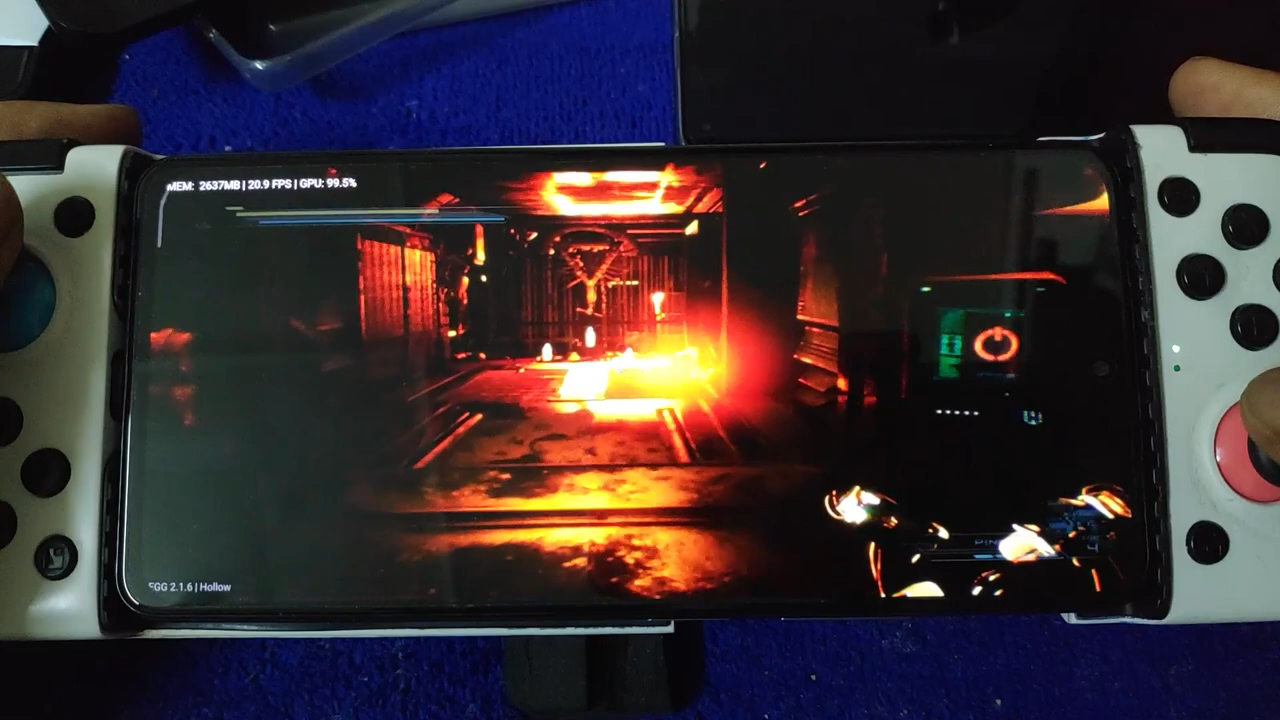 MEM: 2637MB | 20.9 FPS | GPU: 99.5%
EGG 2.1.6 | Hollow